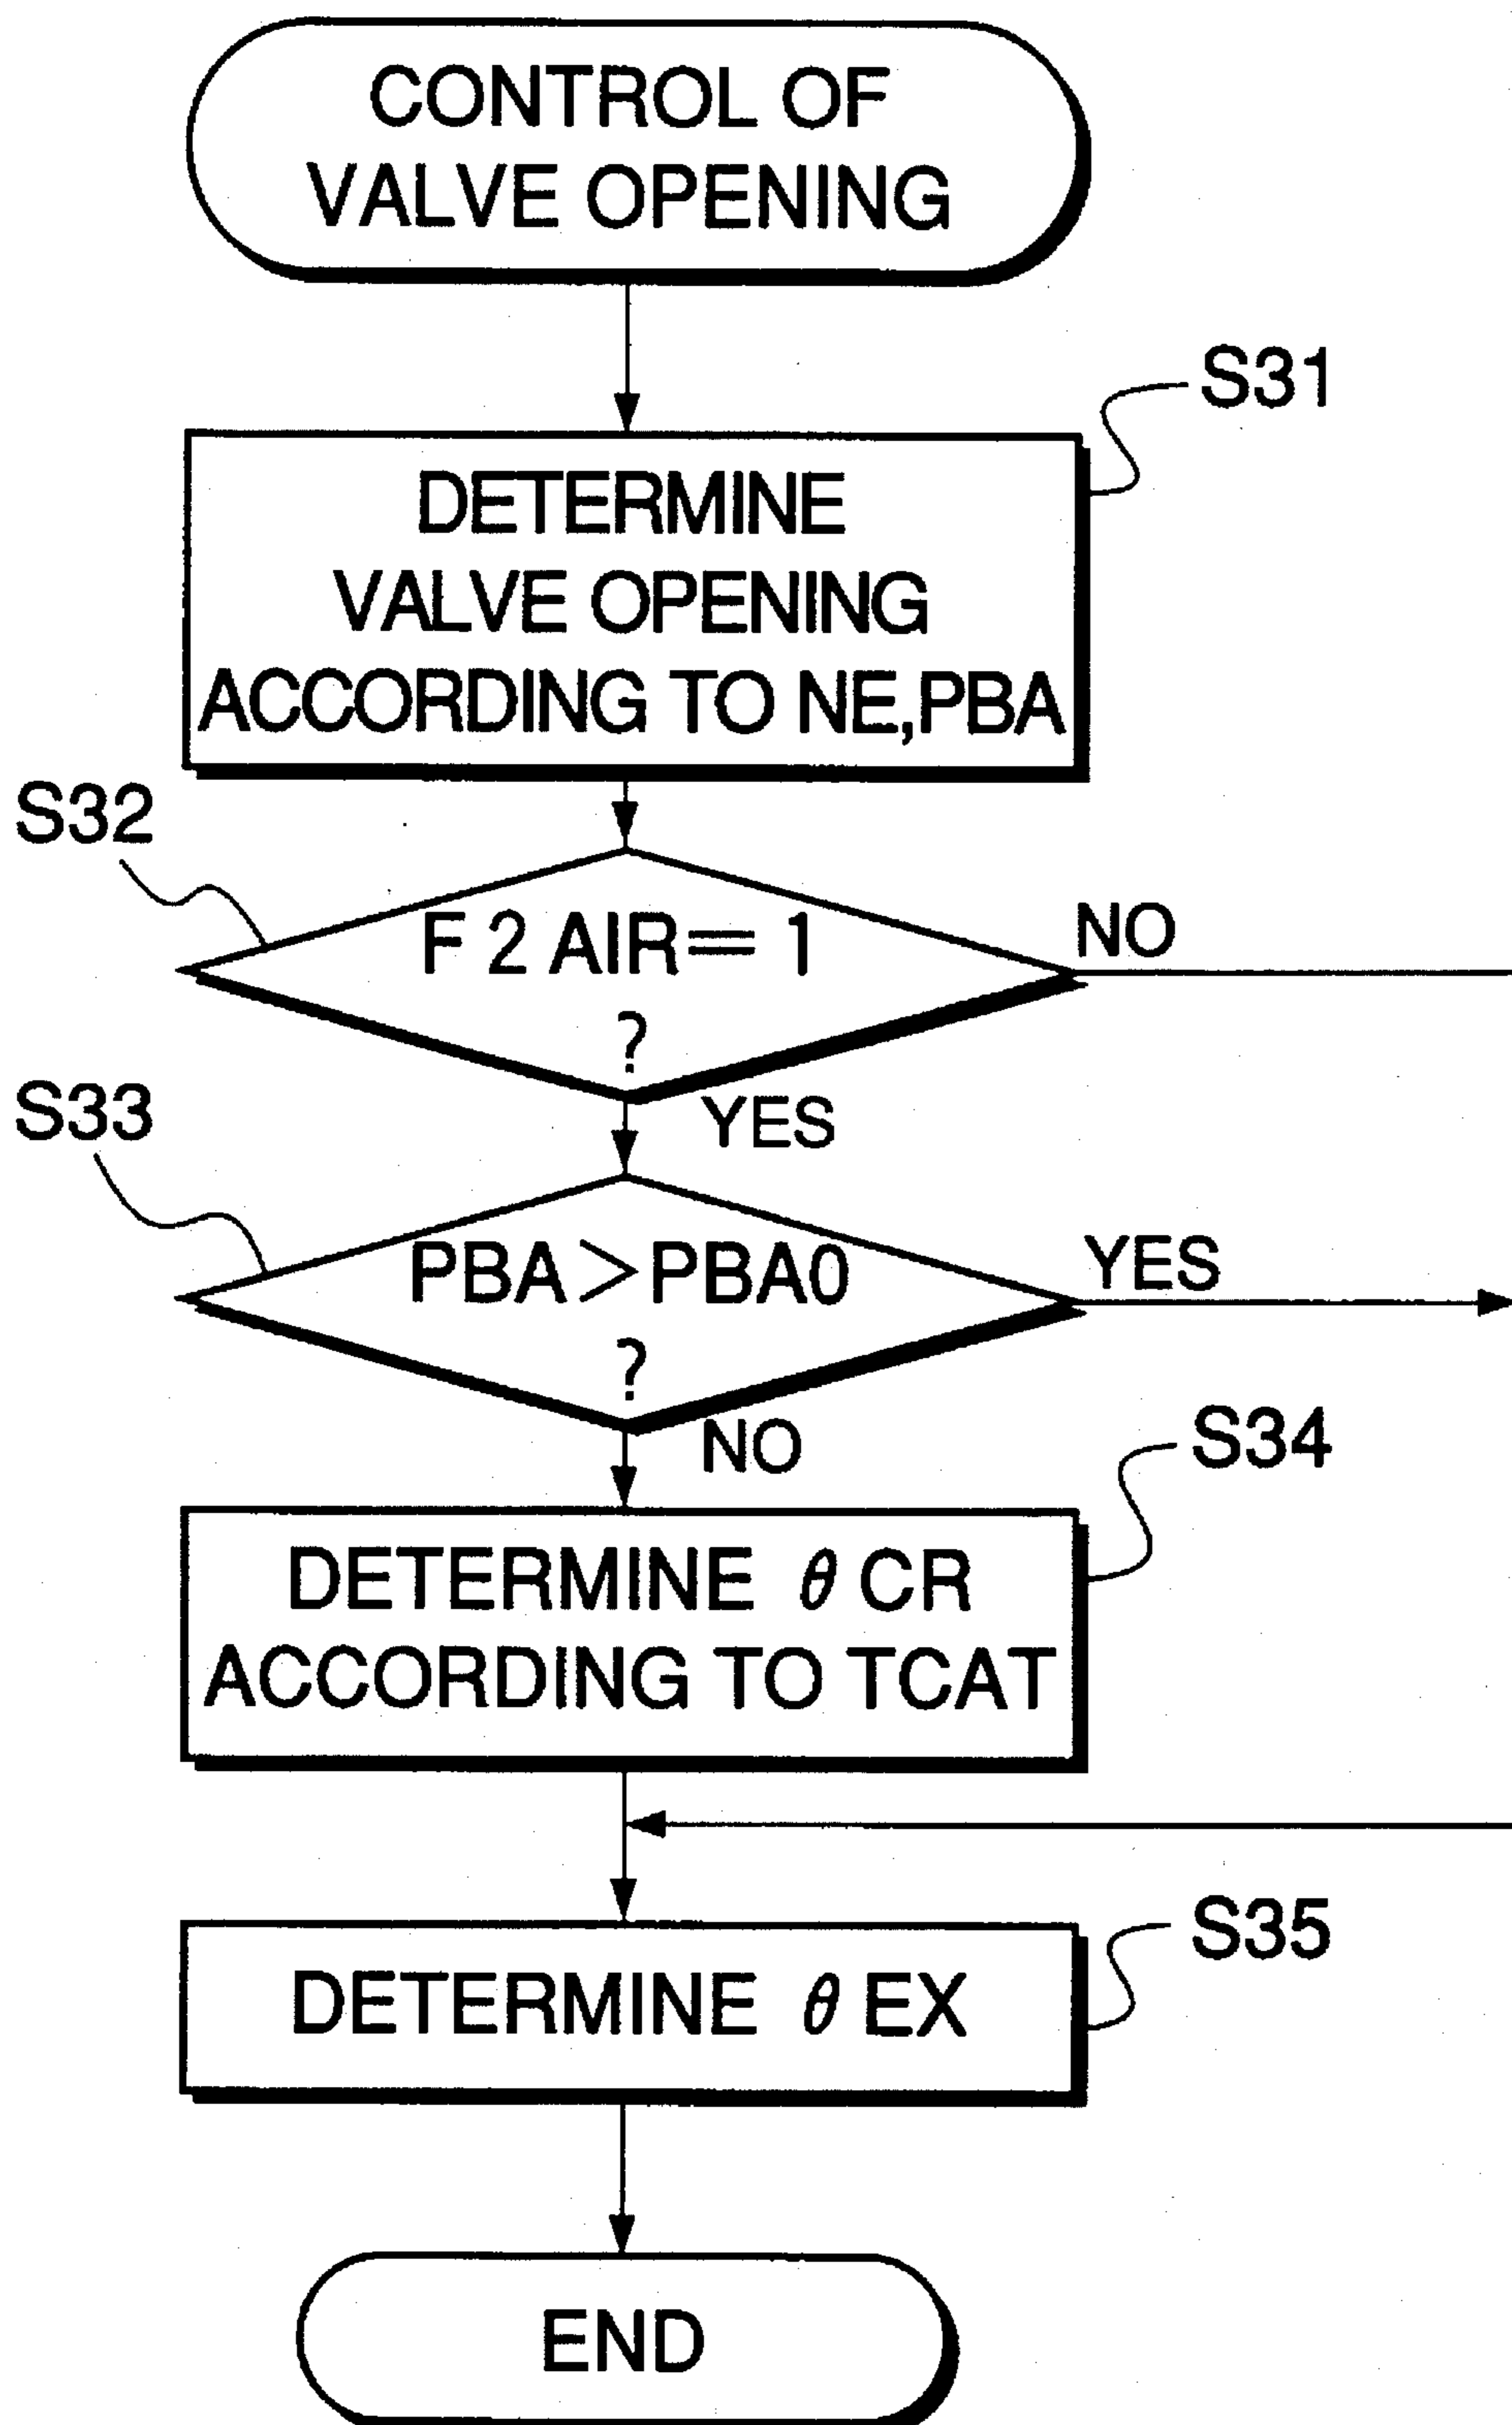 CONTROL OF
VALVE OPENING
S31
DETERMINE
VALVE OPENING
ACCORDING TO NE,PBA
S32
F 2 AIR= 1
?
NO
YES
S33
PBA>PBA0
?
YES
NO
S34
DETERMINE θ CR
ACCORDING TO TCAT
S35
DETERMINE θ EX
END